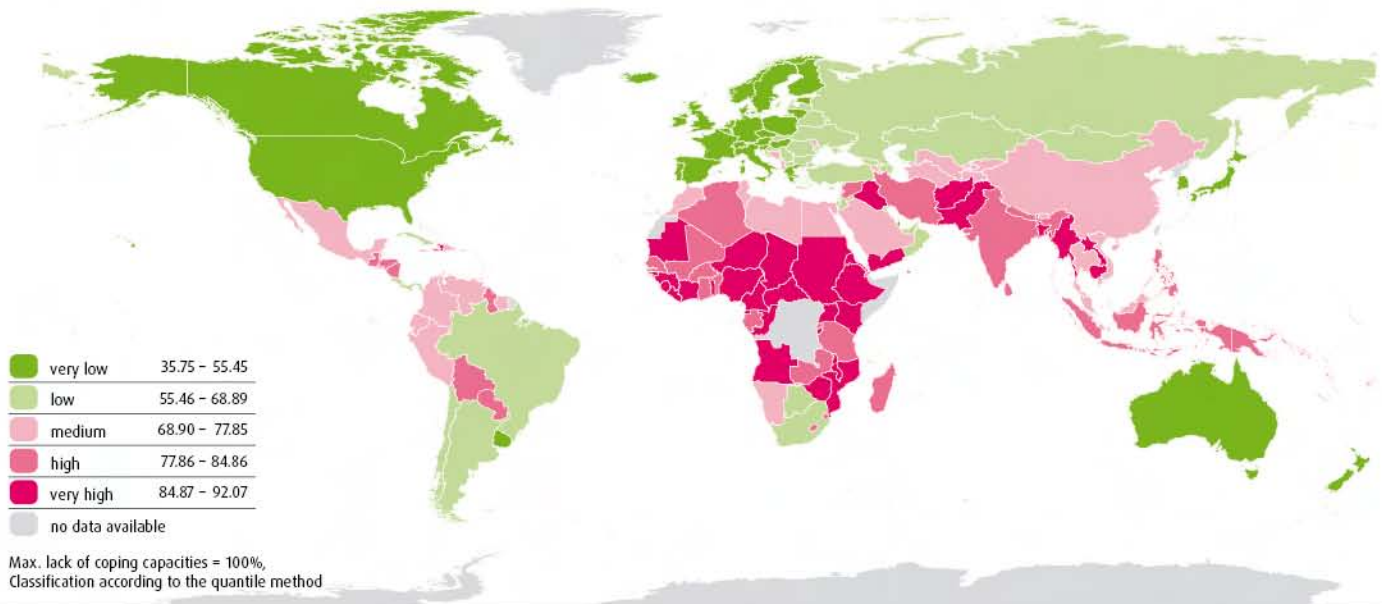 very low 35.75 – 55.45
low 55.46 – 68.89
medium 68.90 – 77.85
high 77.86 – 84.86
very high 84.87 – 92.07
no data available
Max. lack of coping capacities = 100%,
Classification according to the quantile method